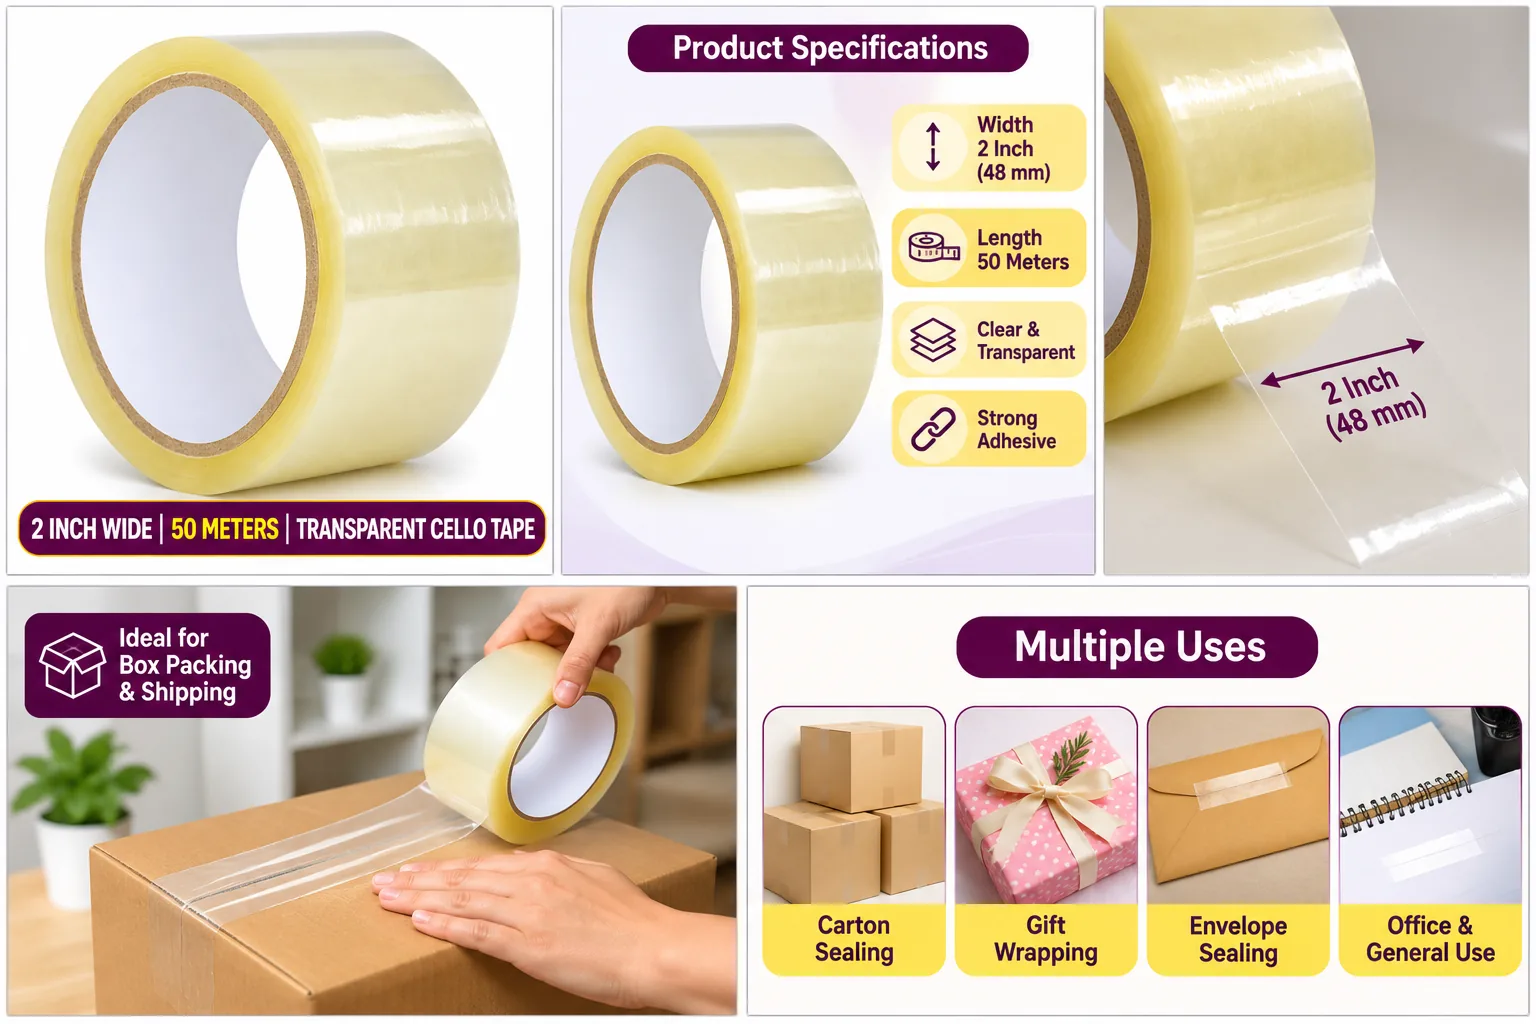 2 INCH WIDE | 50 METERS | TRANSPARENT CELLO TAPE
Product Specifications
Width
2 Inch
(48 mm)
Length
50 Meters
Clear &
Transparent
Strong
Adhesive
2 Inch
(48 mm)
Ideal for
Box Packing
& Shipping
Multiple Uses
Carton
Sealing
Gift
Wrapping
Envelope
Sealing
Office &
General Use